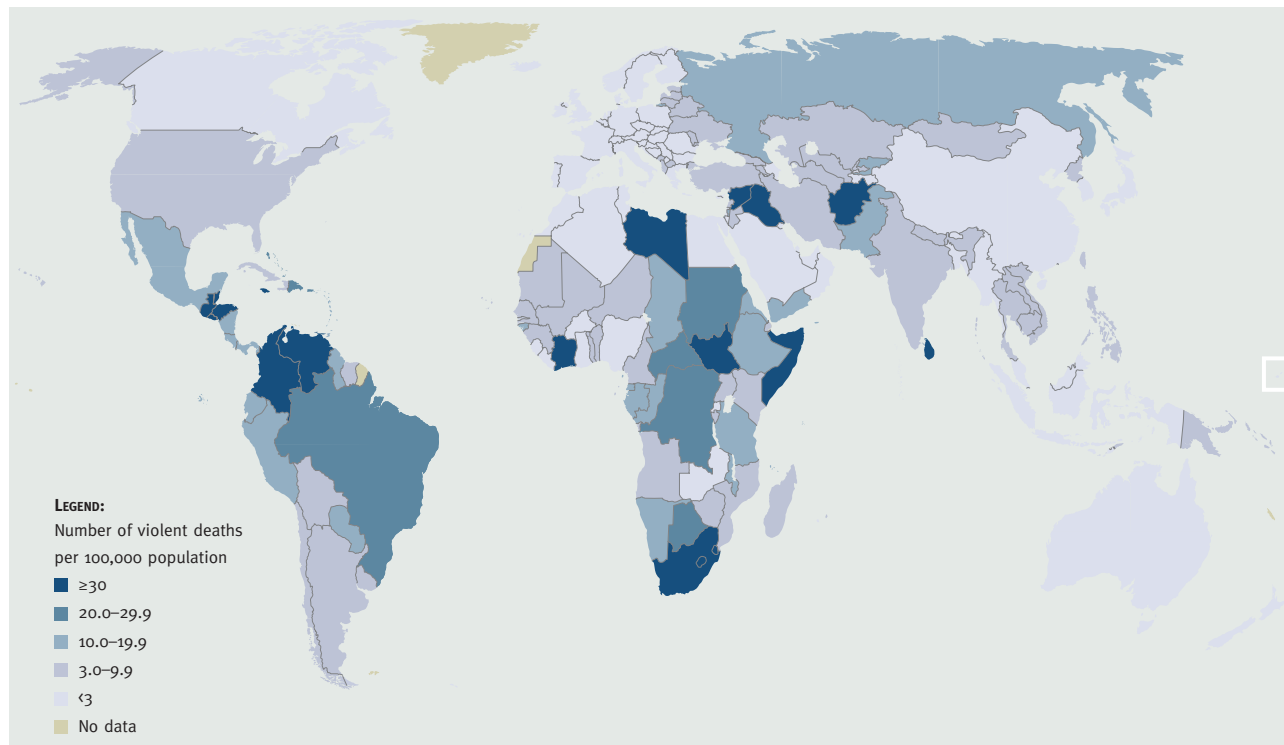 LEGEND:
Number of violent deaths
per 100,000 population
≥30
20.0–29.9
10.0–19.9
3.0–9.9
<3
No data